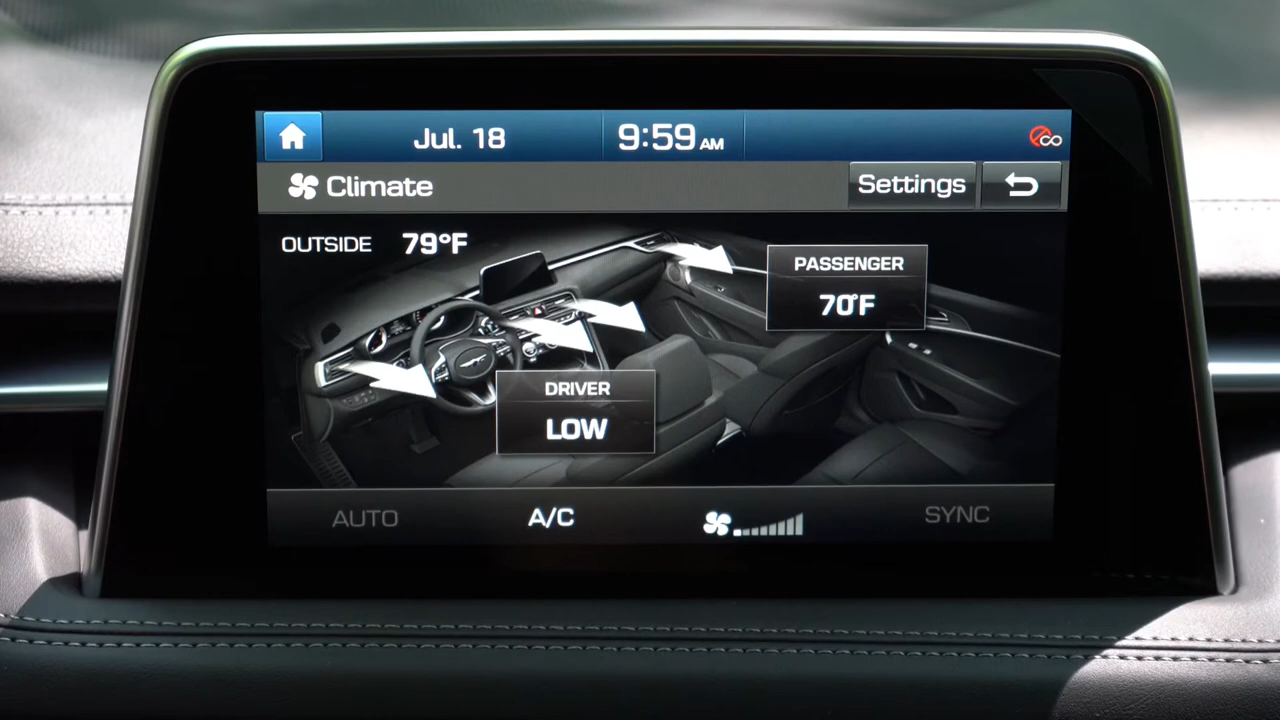 Jul. 18 9:59 AM
Climate Settings
OUTSIDE 79°F
PASSENGER
70°F
DRIVER
LOW
AUTO A/C SYNC